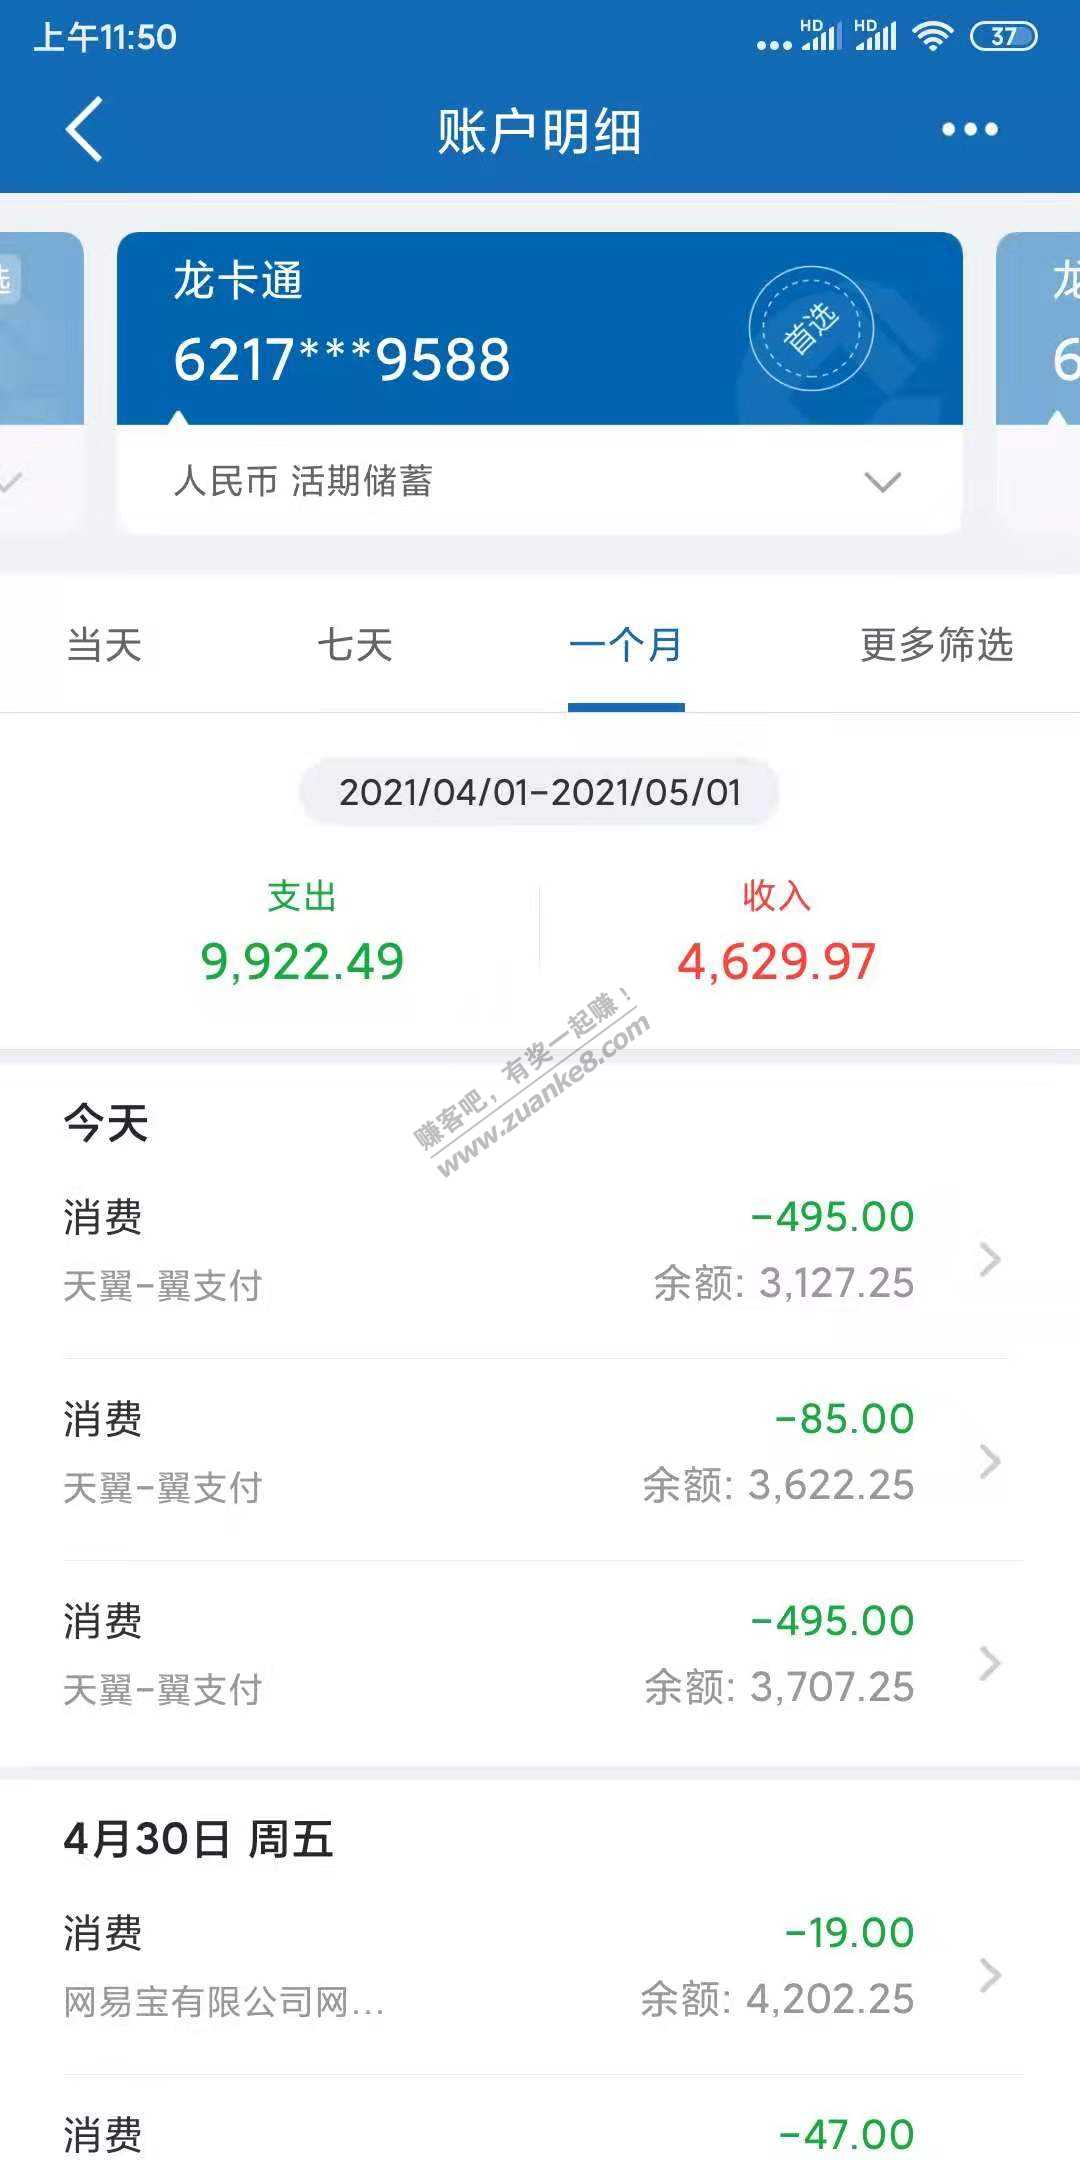 上午11:50
HD HD 37
账户明细
选
龙卡通
6217***9588
首选
龙
6
人民币 活期储蓄
当天 七天 一个月 更多筛选
2021/04/01-2021/05/01
支出 收入
9,922.49 4,629.97
赚客吧，有奖一起赚！
www.zuanke8.com
今天
消费 -495.00
天翼-翼支付 余额: 3,127.25
消费 -85.00
天翼-翼支付 余额: 3,622.25
消费 -495.00
天翼-翼支付 余额: 3,707.25
4月30日 周五
消费 -19.00
网易宝有限公司网... 余额: 4,202.25
消费 -47.00